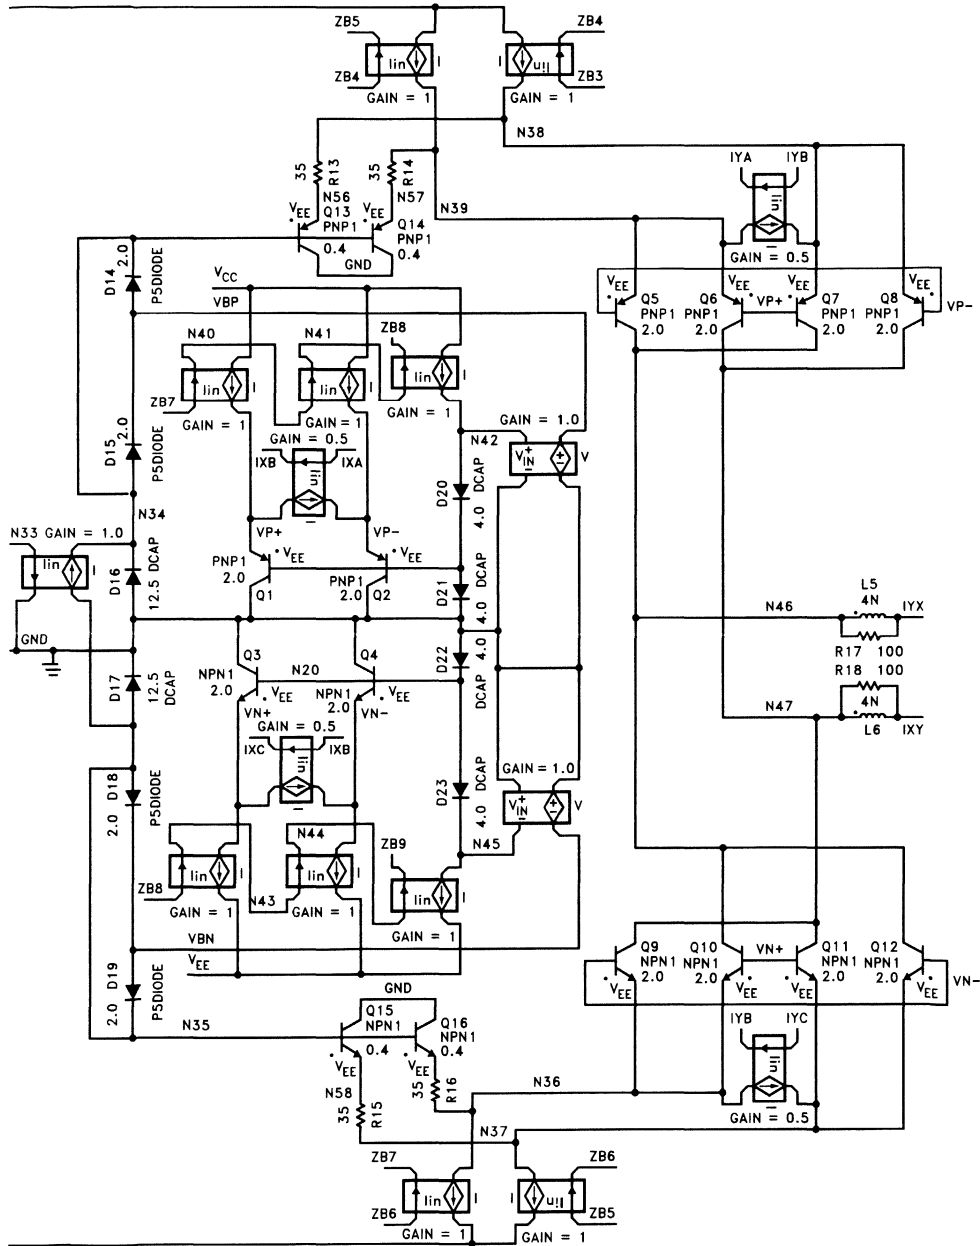 ZB5
ZB4
Iin
I
I
Iin
ZB4
ZB3
GAIN = 1
GAIN = 1
N38
35
R13
35
R14
IYA
IYB
N56
N57
Iin
VEE
Q13
PNP1
0.4
VEE
Q14
PNP1
0.4
N39
I
GAIN = 0.5
GND
D14
2.0
P5DIODE
VCC
VBP
VEE
Q5
PNP1
2.0
VEE
Q6
PNP1
2.0
VP+
VEE
Q7
PNP1
2.0
VEE
Q8
PNP1
2.0
VP-
N40
N41
ZB8
Iin
I
Iin
I
Iin
I
ZB7
GAIN = 1
GAIN = 1
GAIN = 1
GAIN = 1.0
D15
2.0
P5DIODE
GAIN = 0.5
IXB
IXA
Iin
I
N42
VIN
+
−
+
−
V
D20
DCAP
4.0
N34
N33
GAIN = 1.0
VP+
VP-
Iin
I
D16
12.5
DCAP
PNP1
2.0
VEE
Q1
PNP1
2.0
VEE
Q2
D21
4.0
DCAP
L5
4N
N46
IYX
GND
R17
100
R18
100
D17
12.5
DCAP
Q3
NPN1
2.0
VEE
N20
Q4
NPN1
2.0
VEE
D22
4.0
DCAP
N47
4N
L6
IXY
VN+
VN-
GAIN = 0.5
IXC
IXB
Iin
I
GAIN = 1.0
D18
2.0
P5DIODE
D23
4.0
DCAP
VIN
+
−
+
−
V
N44
ZB9
N45
Iin
I
Iin
I
Iin
I
ZB8
N43
GAIN = 1
GAIN = 1
GAIN = 1
VBN
VEE
Q9
NPN1
2.0
VEE
Q10
NPN1
2.0
VEE
VN+
Q11
NPN1
2.0
VEE
Q12
NPN1
2.0
VEE
VN-
D19
2.0
P5DIODE
GND
N35
Q15
NPN1
0.4
VEE
Q16
NPN1
0.4
VEE
IYB
IYC
Iin
I
GAIN = 0.5
N58
35
R15
35
R16
N36
N37
ZB7
ZB6
Iin
I
I
Iin
ZB6
ZB5
GAIN = 1
GAIN = 1